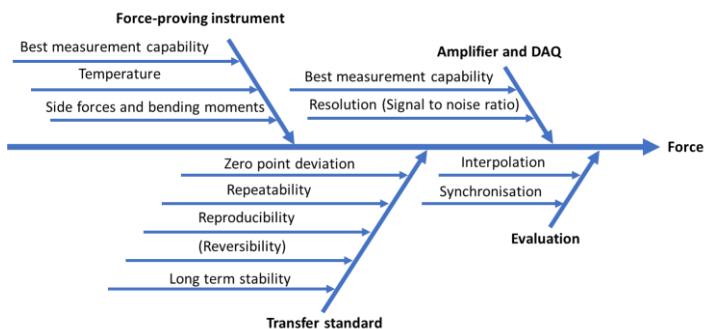 Force-proving instrument
Best measurement capability
Temperature
Side forces and bending moments
Amplifier and DAQ
Best measurement capability
Resolution (Signal to noise ratio)
Force
Zero point deviation
Repeatability
Reproducibility
(Reversibility)
Long term stability
Transfer standard
Interpolation
Synchronisation
Evaluation